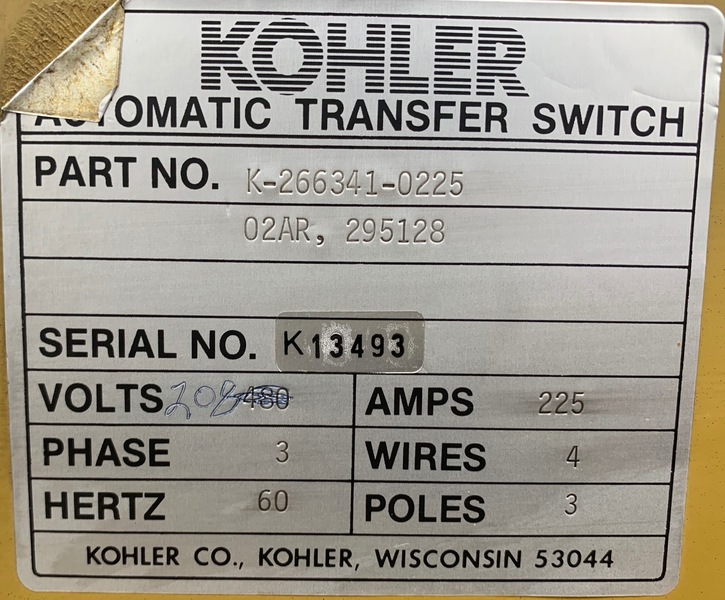 KOHLER
AUTOMATIC TRANSFER SWITCH
PART NO. K-266341-0225
02AR, 295128
SERIAL NO. K13493
VOLTS 208 480 AMPS 225
PHASE 3 WIRES 4
HERTZ 60 POLES 3
KOHLER CO., KOHLER, WISCONSIN 53044